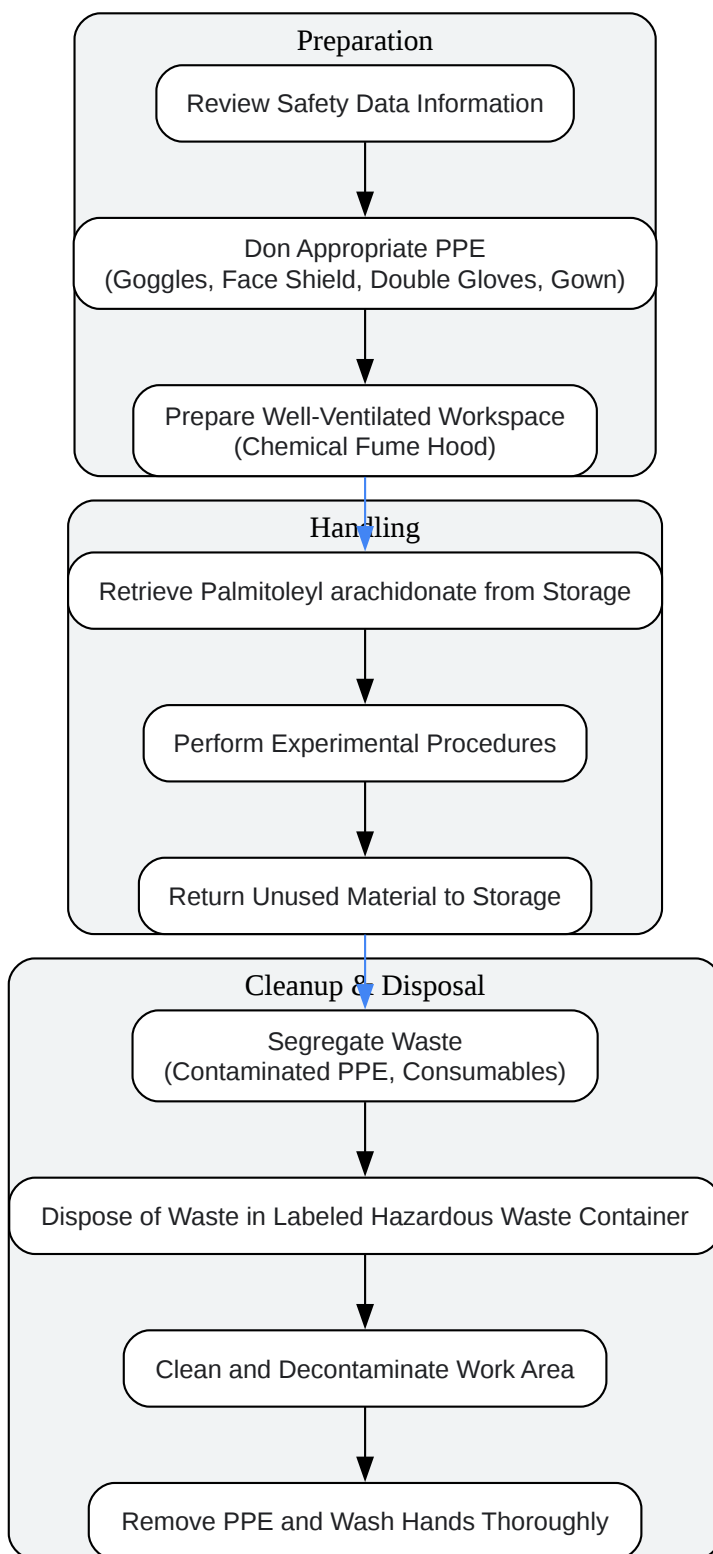 Preparation
Review Safety Data Information
Don Appropriate PPE
(Goggles, Face Shield, Double Gloves, Gown)
Prepare Well-Ventilated Workspace
(Chemical Fume Hood)
Handling
Retrieve Palmitoleyl arachidonate from Storage
Perform Experimental Procedures
Return Unused Material to Storage
Cleanup & Disposal
Segregate Waste
(Contaminated PPE, Consumables)
Dispose of Waste in Labeled Hazardous Waste Container
Clean and Decontaminate Work Area
Remove PPE and Wash Hands Thoroughly